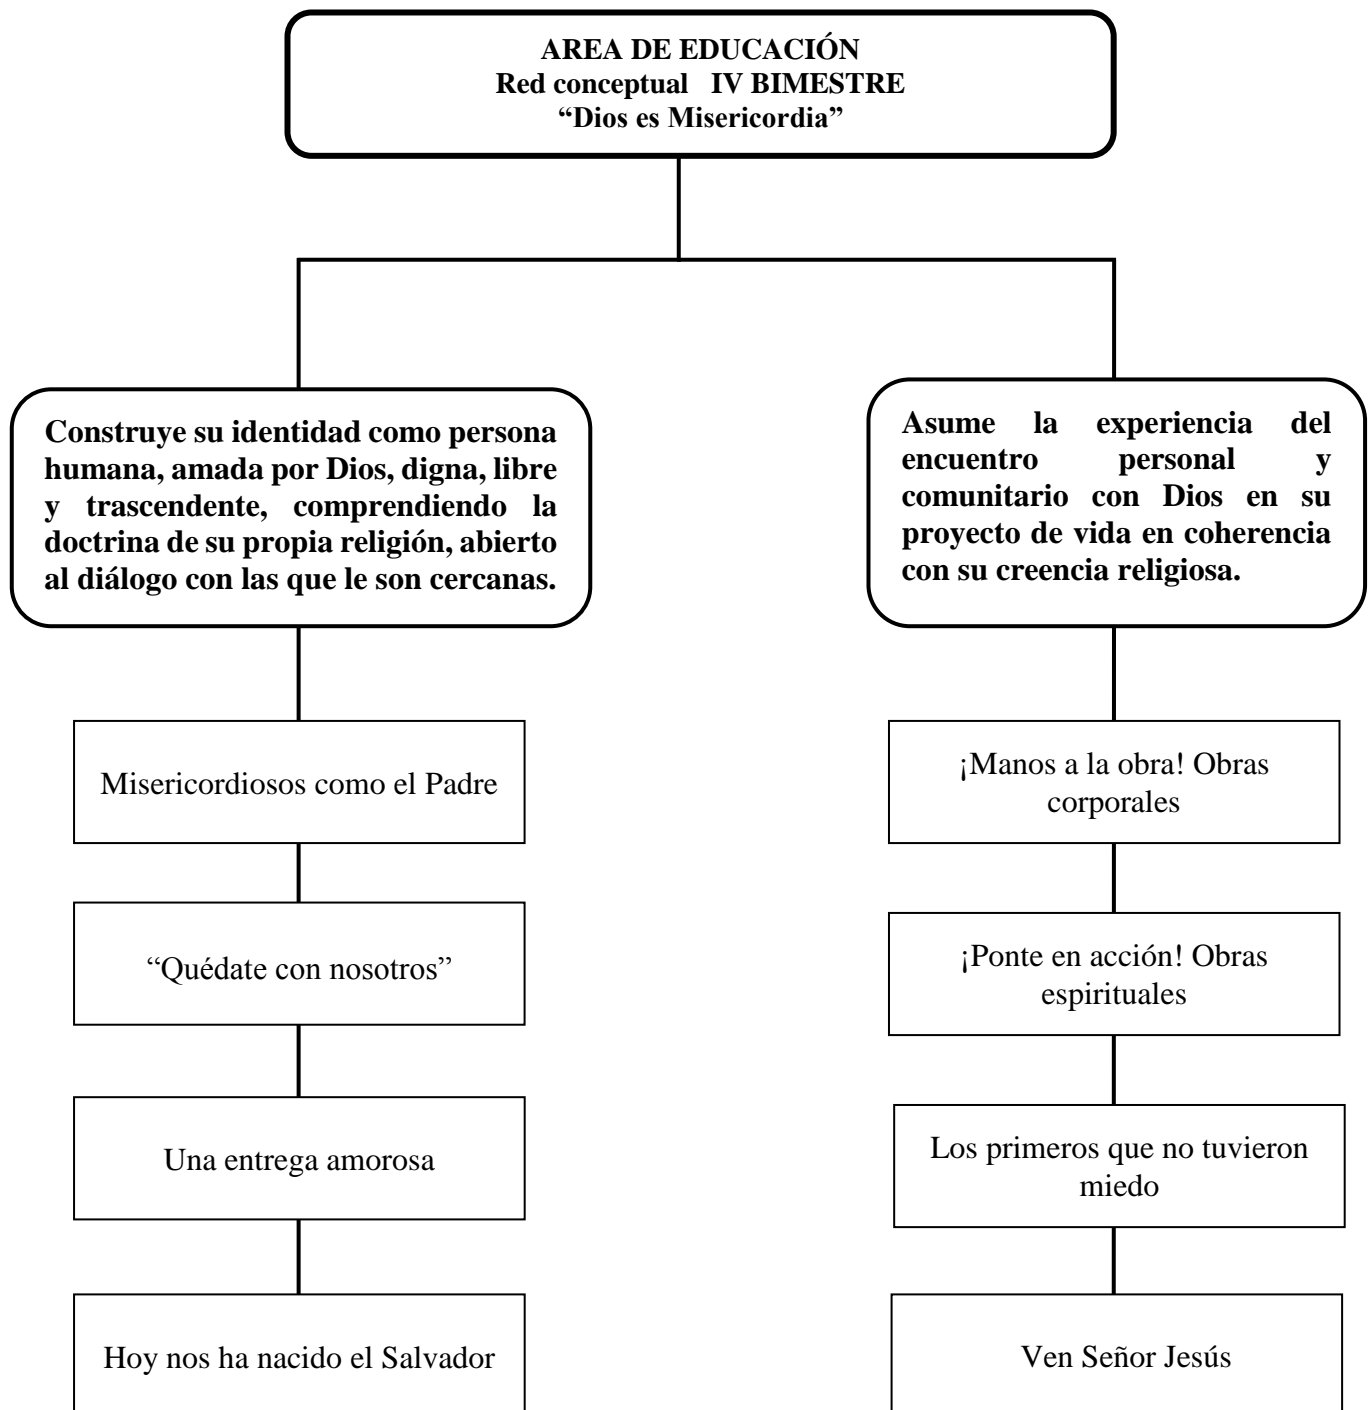 AREA DE EDUCACIÓN
Red conceptual IV BIMESTRE
“Dios es Misericordia”
Construye su identidad como persona
humana, amada por Dios, digna, libre
y trascendente, comprendiendo la
doctrina de su propia religión, abierto
al diálogo con las que le son cercanas.
Asume la experiencia del
encuentro personal y
comunitario con Dios en su
proyecto de vida en coherencia
con su creencia religiosa.
Misericordiosos como el Padre
¡Manos a la obra! Obras
corporales
“Quédate con nosotros”
¡Ponte en acción! Obras
espirituales
Una entrega amorosa
Los primeros que no tuvieron
miedo
Hoy nos ha nacido el Salvador
Ven Señor Jesús